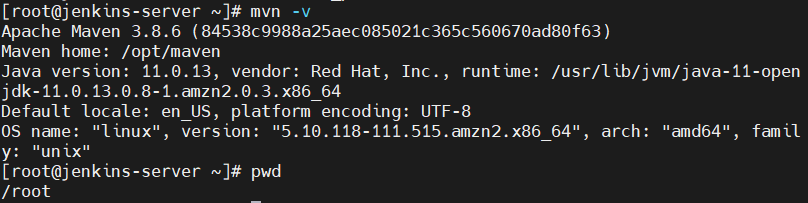 [root@jenkins-server ~]# mvn -v
Apache Maven 3.8.6 (84538c9988a25aec085021c365c560670ad80f63)
Maven home: /opt/maven
Java version: 11.0.13, vendor: Red Hat, Inc., runtime: /usr/lib/jvm/java-11-open
jdk-11.0.13.0.8-1.amzn2.0.3.x86_64
Default locale: en_US, platform encoding: UTF-8
OS name: "linux", version: "5.10.118-111.515.amzn2.x86_64", arch: "amd64", famil
y: "unix"
[root@jenkins-server ~]# pwd
/root